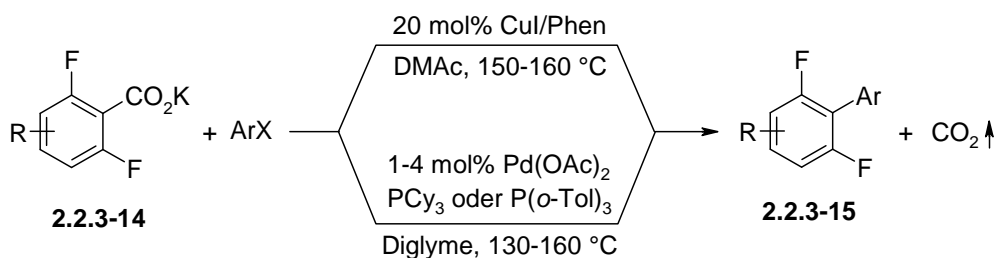 20 mol% CuI/Phen
DMAc, 150-160 °C
F
CO₂K
R
F
+ ArX
F
Ar
R
F
+ CO₂
1-4 mol% Pd(OAc)₂
PCy₃ oder P(o-Tol)₃
Diglyme, 130-160 °C
2.2.3-14
2.2.3-15